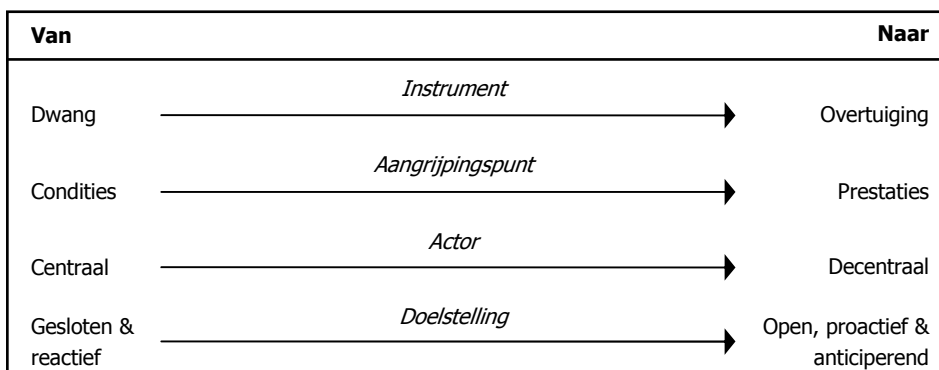 Van Naar
Instrument
Dwang Overtuiging
Aangrijpingspunt
Condities Prestaties
Actor
Centraal Decentraal
Doelstelling
Gesloten & Open, proactief &
reactief anticiperend